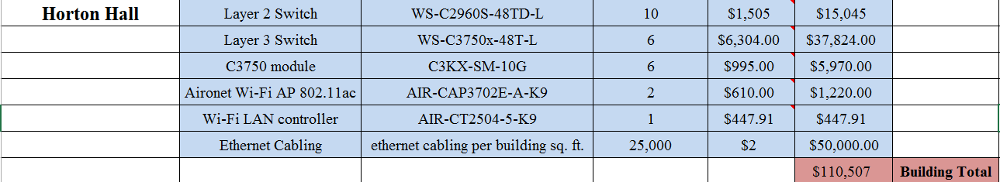 Horton Hall Layer 2 Switch WS-C2960S-48TD-L 10 $1,505 $15,045
Layer 3 Switch WS-C3750x-48T-L 6 $6,304.00 $37,824.00
C3750 module C3KX-SM-10G 6 $995.00 $5,970.00
Aironet Wi-Fi AP 802.11ac AIR-CAP3702E-A-K9 2 $610.00 $1,220.00
Wi-Fi LAN controller AIR-CT2504-5-K9 1 $447.91 $447.91
Ethernet Cabling ethernet cabling per building sq. ft. 25,000 $2 $50,000.00
$110,507 Building Total